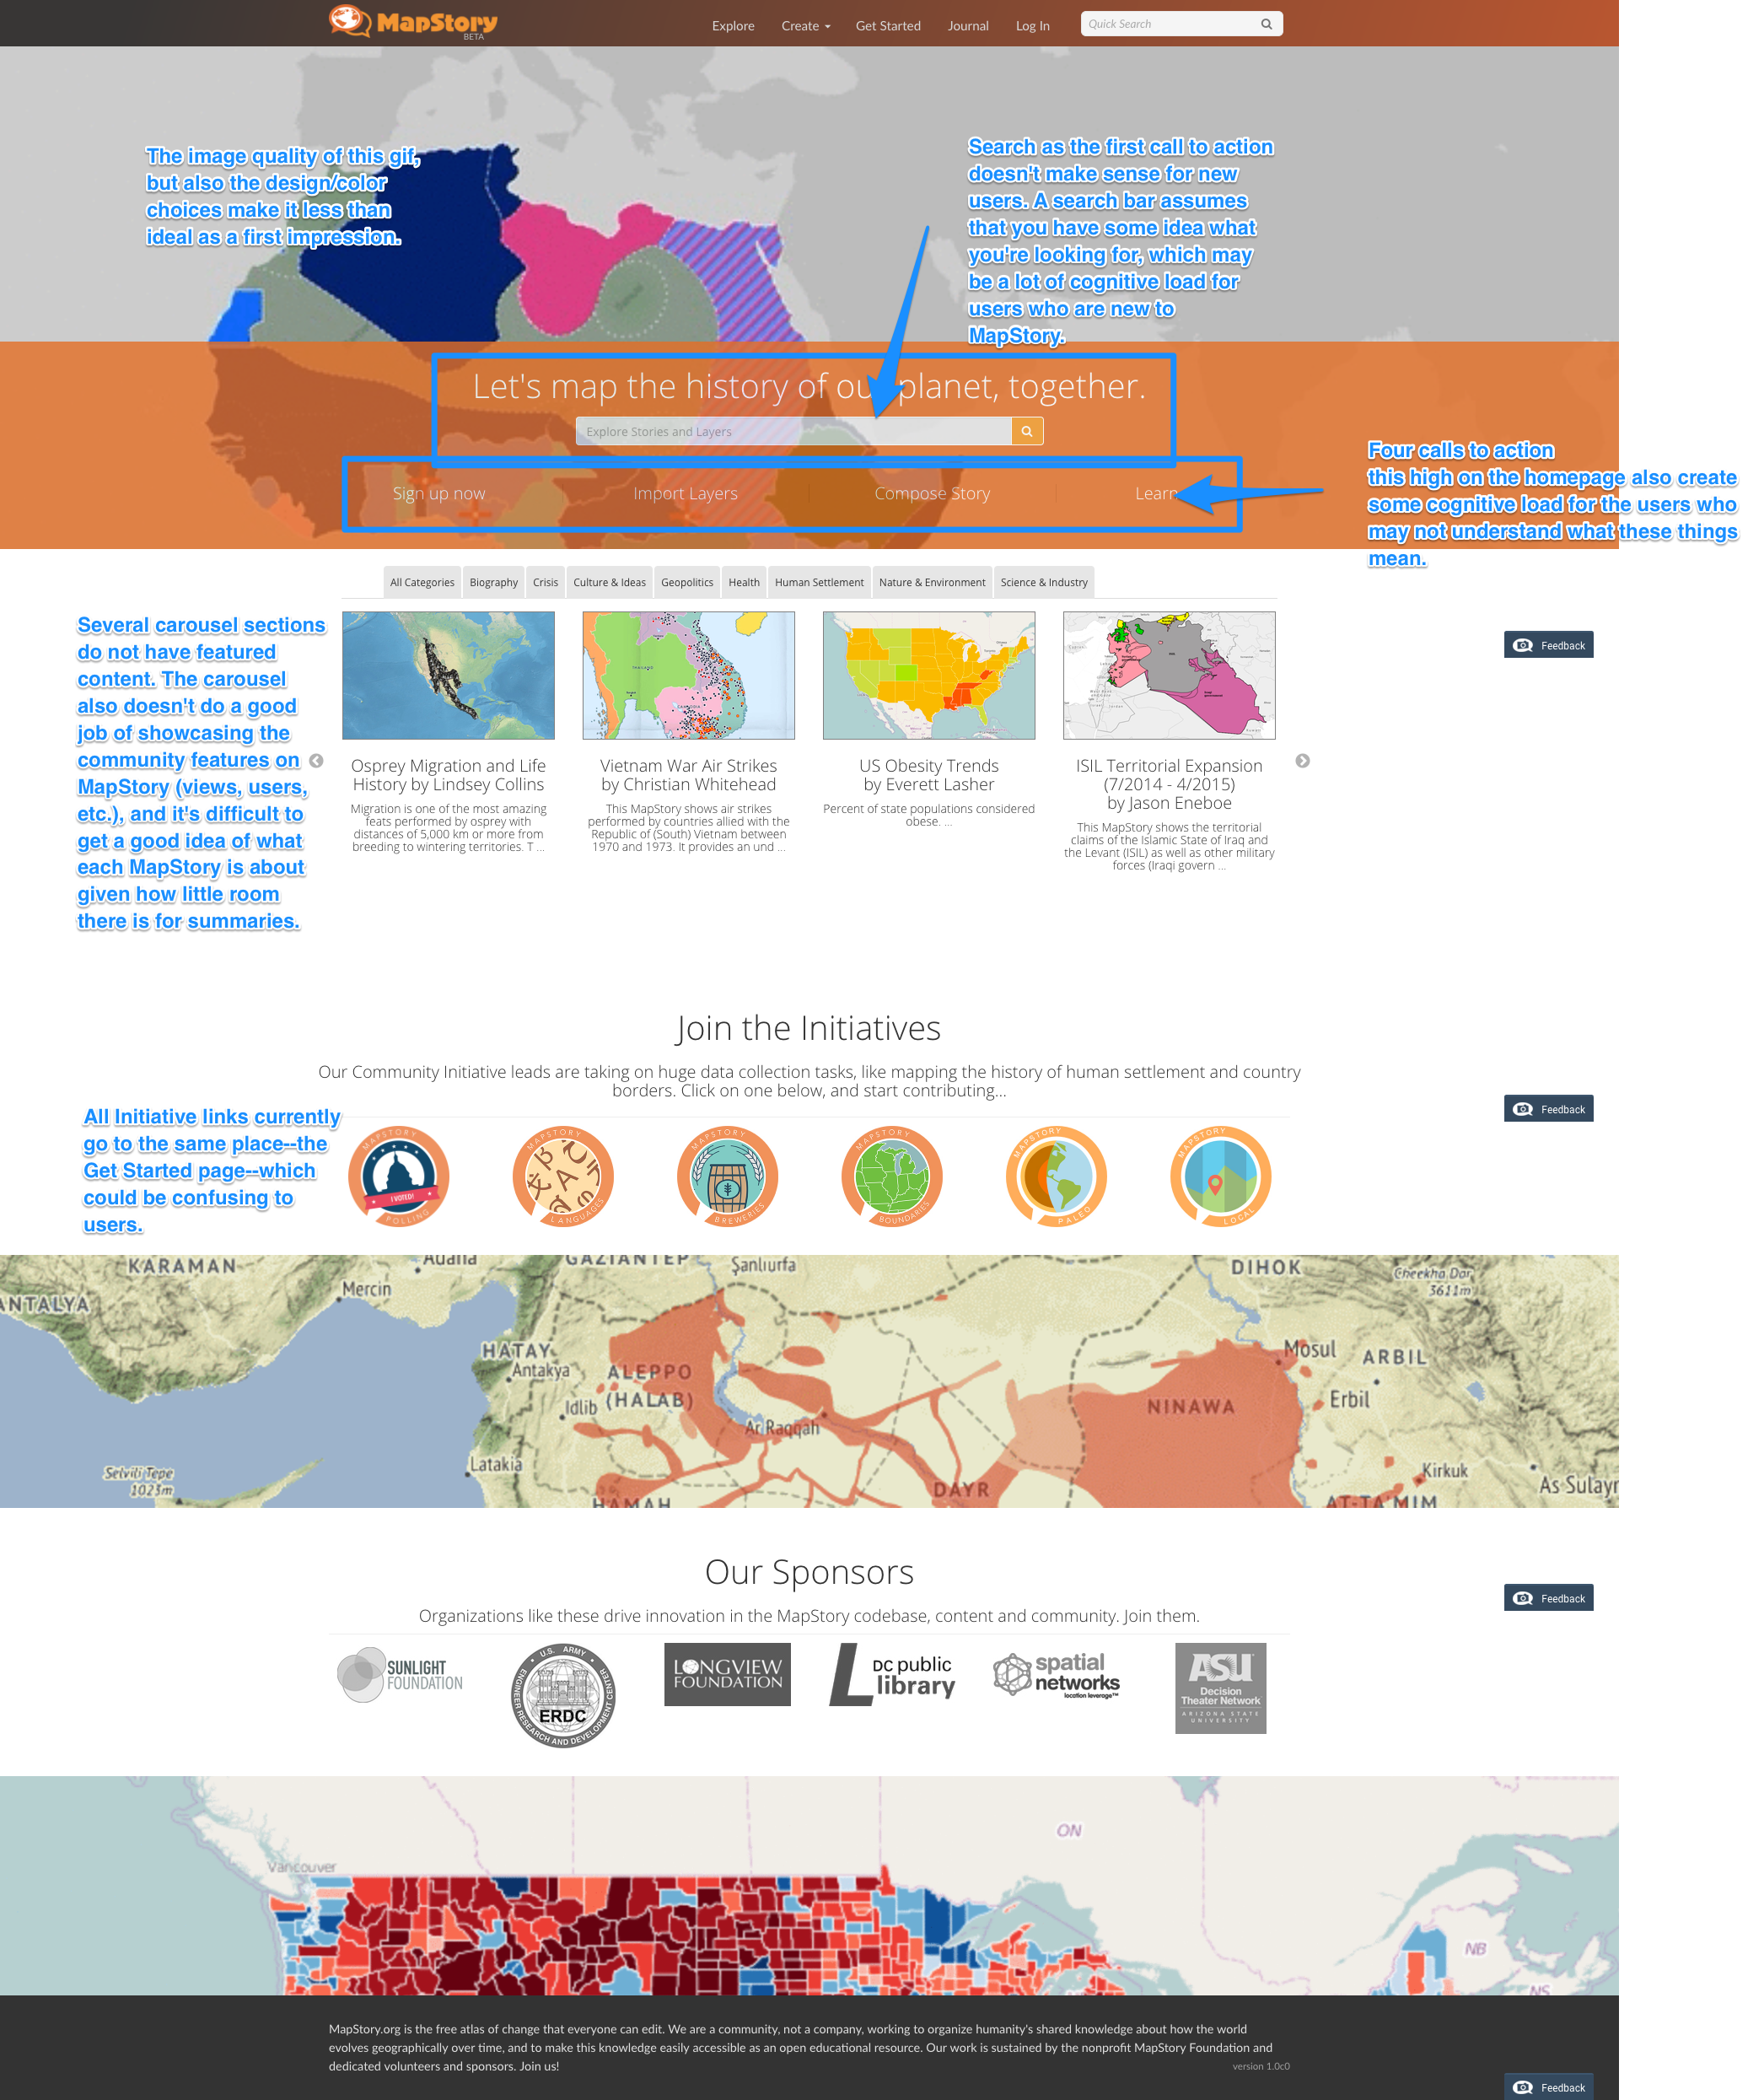 MapStory
BETA
Explore
Create
Get Started
Journal
Log In
Quick Search
The image quality of this gif,
but also the design/color
choices make it less than
ideal as a first impression.
Search as the first call to action
doesn't make sense for new
users. A search bar assumes
that you have some idea what
you're looking for, which may
be a lot of cognitive load for
users who are new to
MapStory.
Let's map the history of our planet, together.
Explore Stories and Layers
Sign up now
Import Layers
Compose Story
Learn
Four calls to action
this high on the homepage also create
some cognitive load for the users who
may not understand what these things
mean.
All Categories
Biography
Crisis
Culture & Ideas
Geopolitics
Health
Human Settlement
Nature & Environment
Science & Industry
Several carousel sections
do not have featured
content. The carousel
also doesn't do a good
job of showcasing the
community features on
MapStory (views, users,
etc.), and it's difficult to
get a good idea of what
each MapStory is about
given how little room
there is for summaries.
Osprey Migration and Life
History by Lindsey Collins
Migration is one of the most amazing
feats performed by osprey with
distances of 5,000 km or more from
breeding to wintering territories. T ...
Vietnam War Air Strikes
by Christian Whitehead
This MapStory shows air strikes
performed by countries allied with the
Republic of (South) Vietnam between
1970 and 1973. It provides an und ...
US Obesity Trends
by Everett Lasher
Percent of state populations considered
obese. ...
ISIL Territorial Expansion
(7/2014 - 4/2015)
by Jason Eneboe
This MapStory shows the territorial
claims of the Islamic State of Iraq and
the Levant (ISIL) as well as other military
forces (Iraqi govern ...
Feedback
Join the Initiatives
Our Community Initiative leads are taking on huge data collection tasks, like mapping the history of human settlement and country
borders. Click on one below, and start contributing...
Feedback
All Initiative links currently
go to the same place--the
Get Started page--which
could be confusing to
users.
MAPSTORY
I VOTED!
POLLING
MAPSTORY
LANGUAGES
MAPSTORY
BREWERIES
MAPSTORY
BOUNDARIES
MAPSTORY
PALEO
MAPSTORY
LOCAL
KARAMAN
Adana
GAZIANTEP
Şanlıurfa
DIHOK
Cheekha Dar
3611m
ANTALYA
Mercin
HATAY
Antakya
ALEPPO
(HALAB)
Idlib
Ar Raqqah
Mosul
ARBIL
Erbil
NINAWA
Selvili Tepe
1023m
Latakia
HAMAH
DAYR
Kirkuk
AT-TA'MIM
As Sulayr
Our Sponsors
Organizations like these drive innovation in the MapStory codebase, content and community. Join them.
Feedback
SUNLIGHT
FOUNDATION
U.S. ARMY
ERDC
ENGINEER RESEARCH AND DEVELOPMENT CENTER
LONGVIEW
FOUNDATION
DC public
library
spatial
networks
location leverage™
ASU
Decision
Theater Network
ARIZONA STATE
UNIVERSITY
ON
Vancouver
NB
NS
MapStory.org is the free atlas of change that everyone can edit. We are a community, not a company, working to organize humanity's shared knowledge about how the world
evolves geographically over time, and to make this knowledge easily accessible as an open educational resource. Our work is sustained by the nonprofit MapStory Foundation and
dedicated volunteers and sponsors. Join us!
version 1.0c0
Feedback